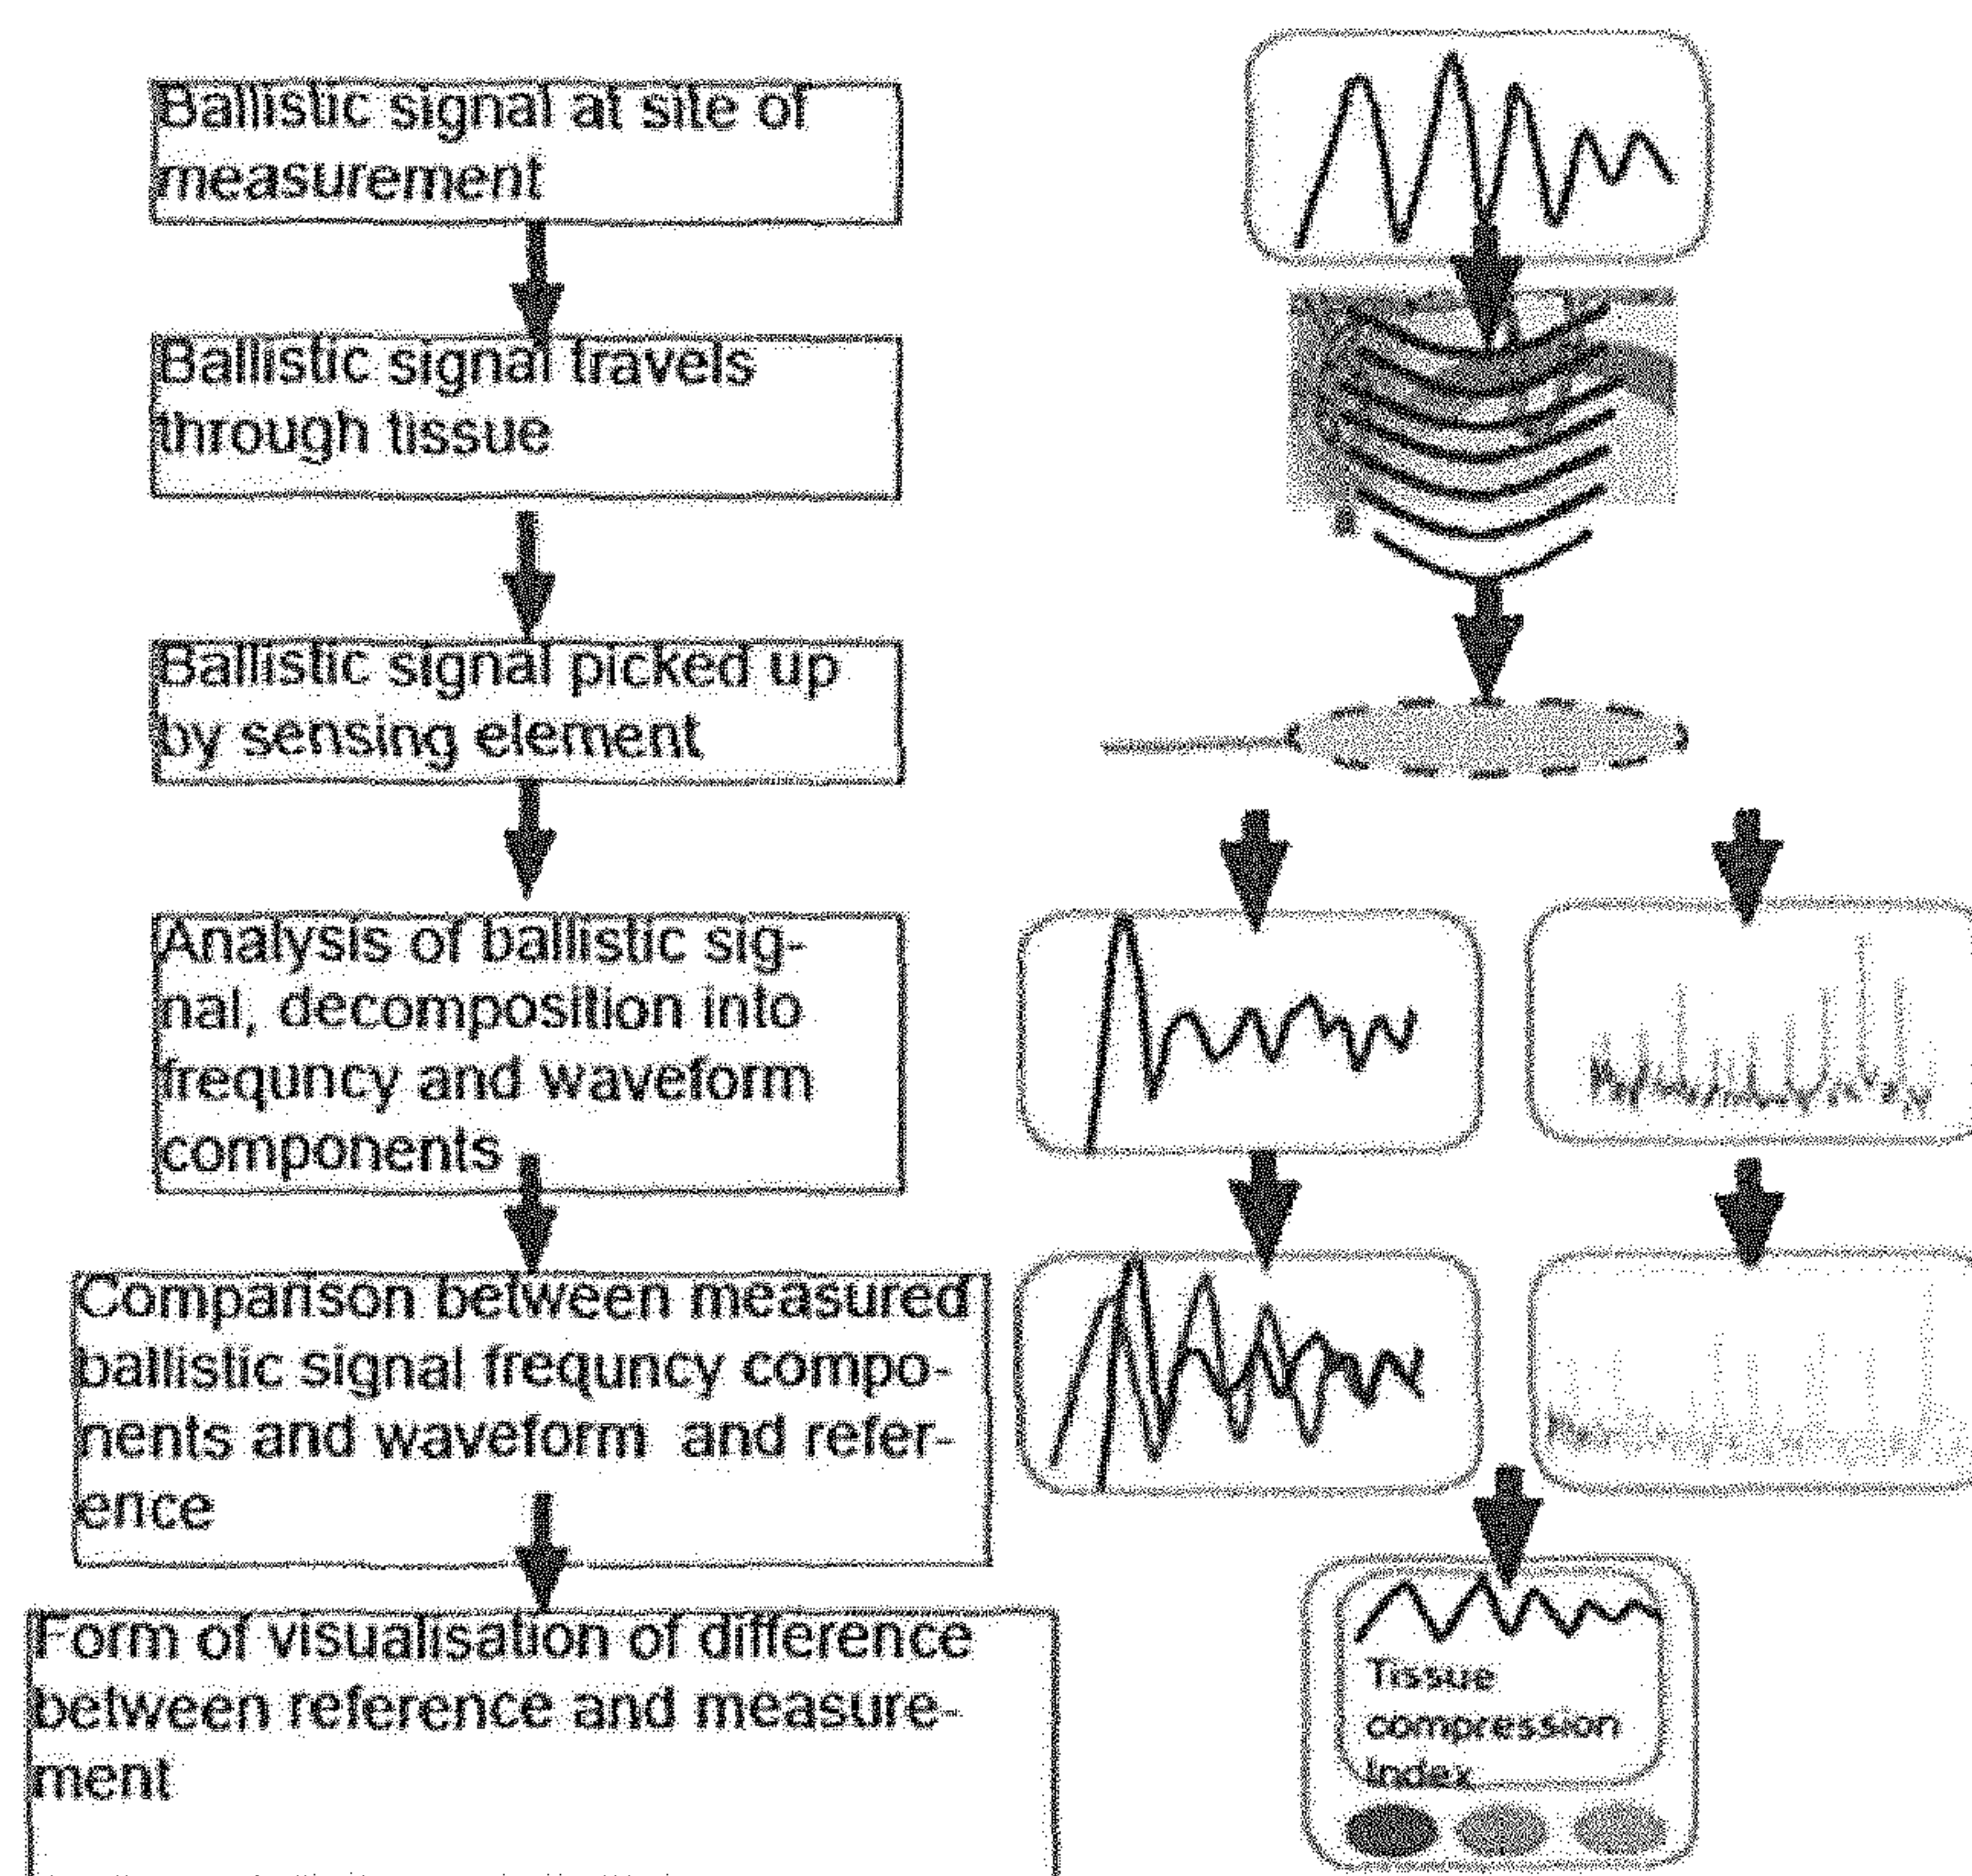 Ballistic signal at site of
measurement
Ballistic signal travels
through tissue
Ballistic signal picked up
by sensing element
Analysis of ballistic sig-
nal, decomposition into
frequncy and waveform
components
Comparison between measured
ballistic signal frequncy compo-
nents and waveform and refer-
ence
Form of visualisation of difference
between reference and measure-
ment
Tissue
compression
Index